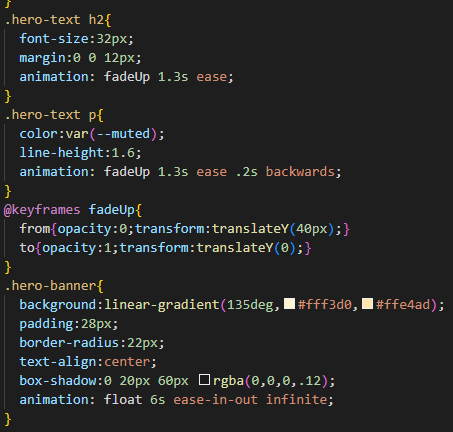 }
.hero-text h2{
  font-size:32px;
  margin:0 0 12px;
  animation: fadeUp 1.3s ease;
}
.hero-text p{
  color:var(--muted);
  line-height:1.6;
  animation: fadeUp 1.3s ease .2s backwards;
}
@keyframes fadeUp{
  from{opacity:0;transform:translateY(40px);}
  to{opacity:1;transform:translateY(0);}
}
.hero-banner{
  background:linear-gradient(135deg,#fff3d0,#ffe4ad);
  padding:28px;
  border-radius:22px;
  text-align:center;
  box-shadow:0 20px 60px rgba(0,0,0,.12);
  animation: float 6s ease-in-out infinite;
}